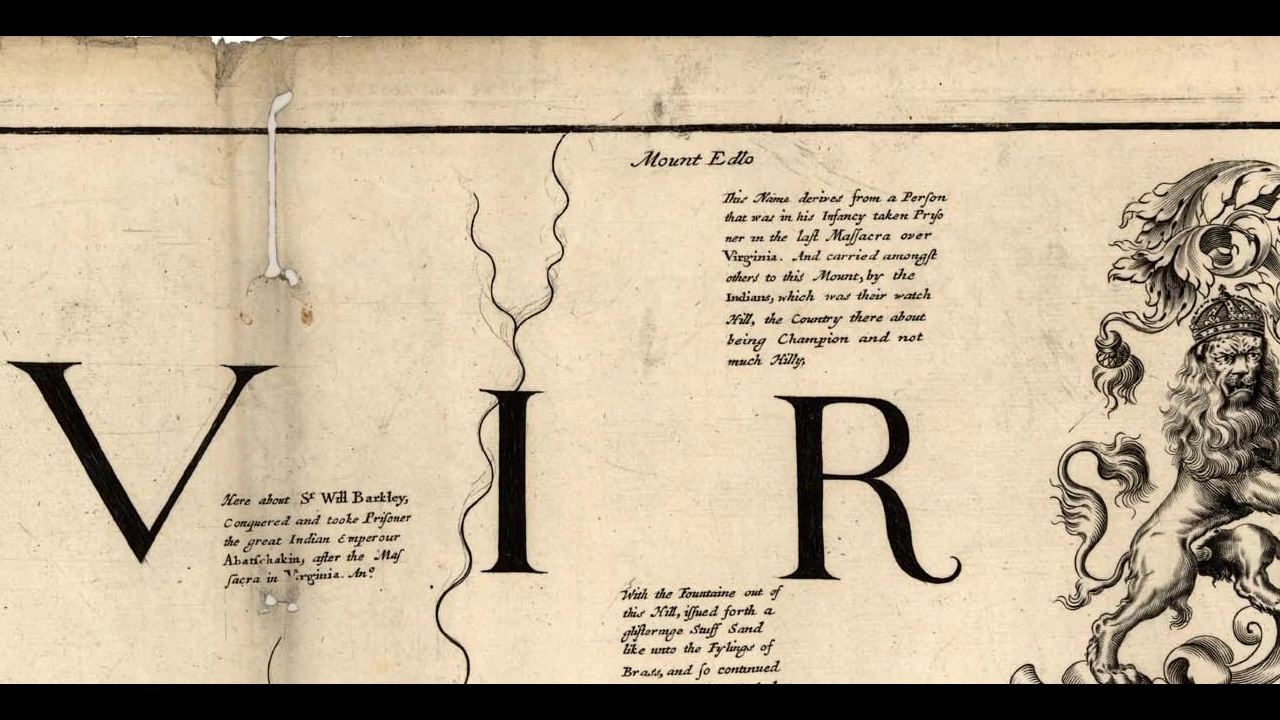 Mount Edlo
This Name derives from a Perſon
that was in his Infancy taken Priſo
ner in the laſt Maſſacra over
Virginia. And carried amongſt
others to this Mount, by the
Indians, which was their watch
Hill, the Country there about
being Champion and not
much Hilly,
V I R
Here about Sr Will Barkley,
Conquered and tooke Priſoner
the great Indian Emperour
Abatſchakin, after the Maſ
ſacra in Virginia. Ano
With the Fountaine out of
this Hill, iſſued forth a
gliſteringe Stuff Sand
like unto the Fylings of
Braſs, and ſo continued